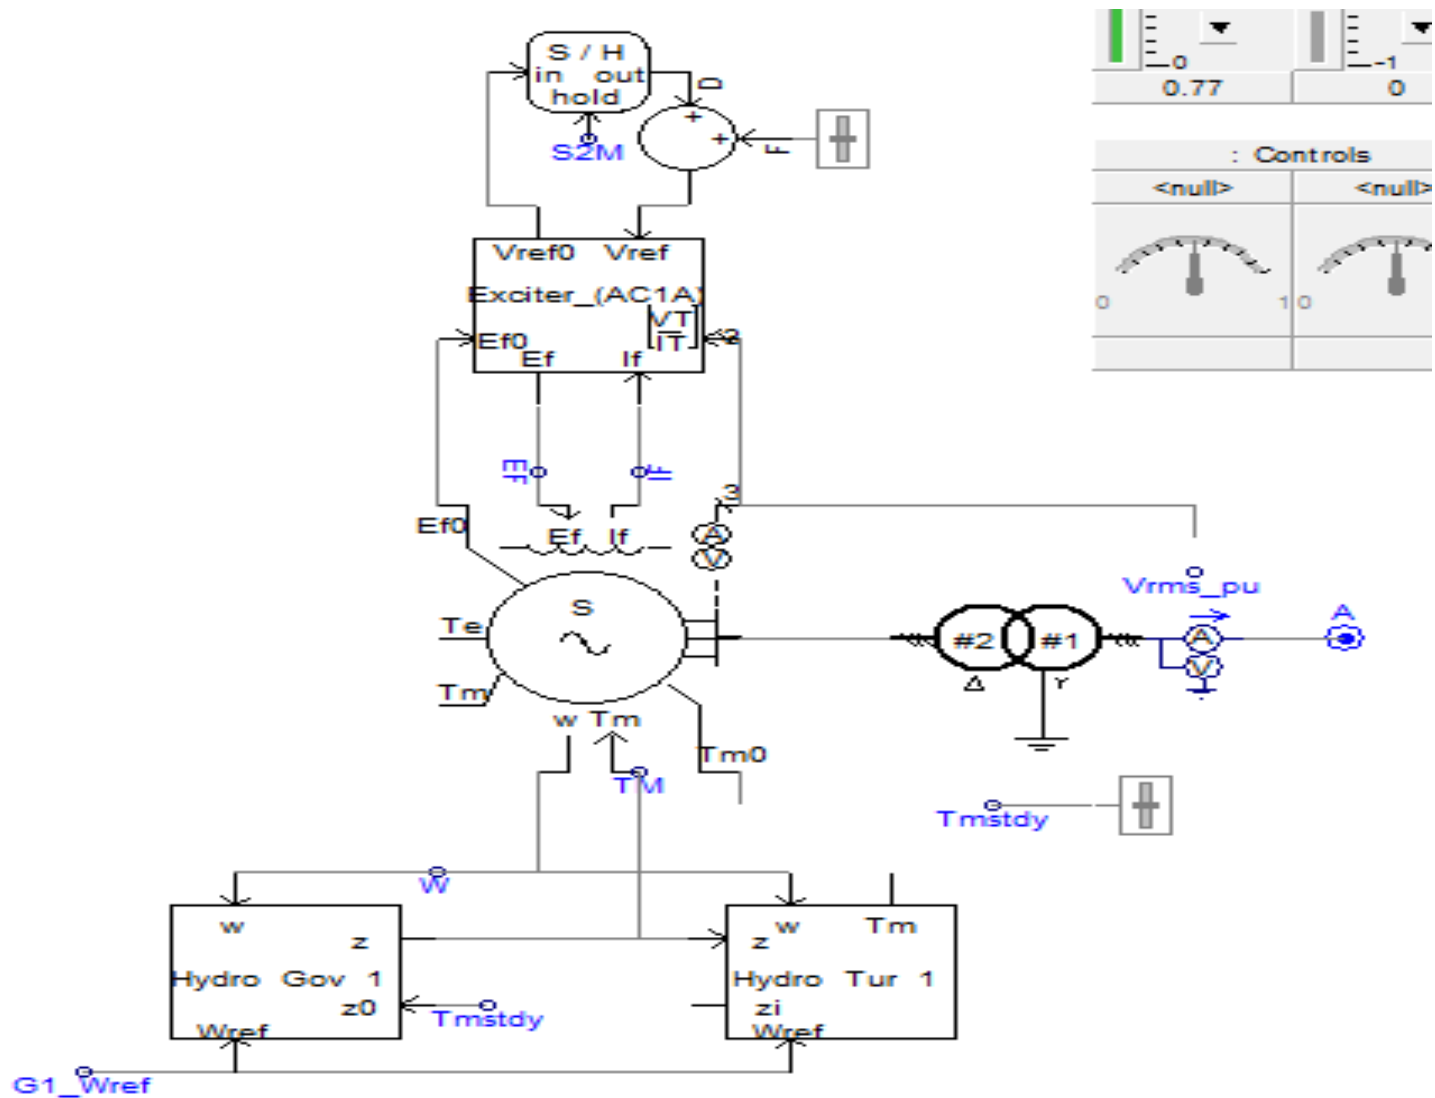 S / H
in out
hold
D
0
-1
0.77
0
+
+
F
S2M
: Controls
<null>
<null>
Vref0 Vref
Exciter_(AC1A)
VT
IT
Ef0
3
Ef If
0
1
0
EF
IF
3
Ef0
Ef If
A
V
S
Vrms_pu
A
Te
#2 #1
A
V
Tm
Δ
Y
w Tm
Tm0
TM
Tmstdy
W
w
z
w Tm
z
Hydro Gov 1
Hydro Tur 1
z0
Tmstdy
zi
Wref
Wref
G1_Wref